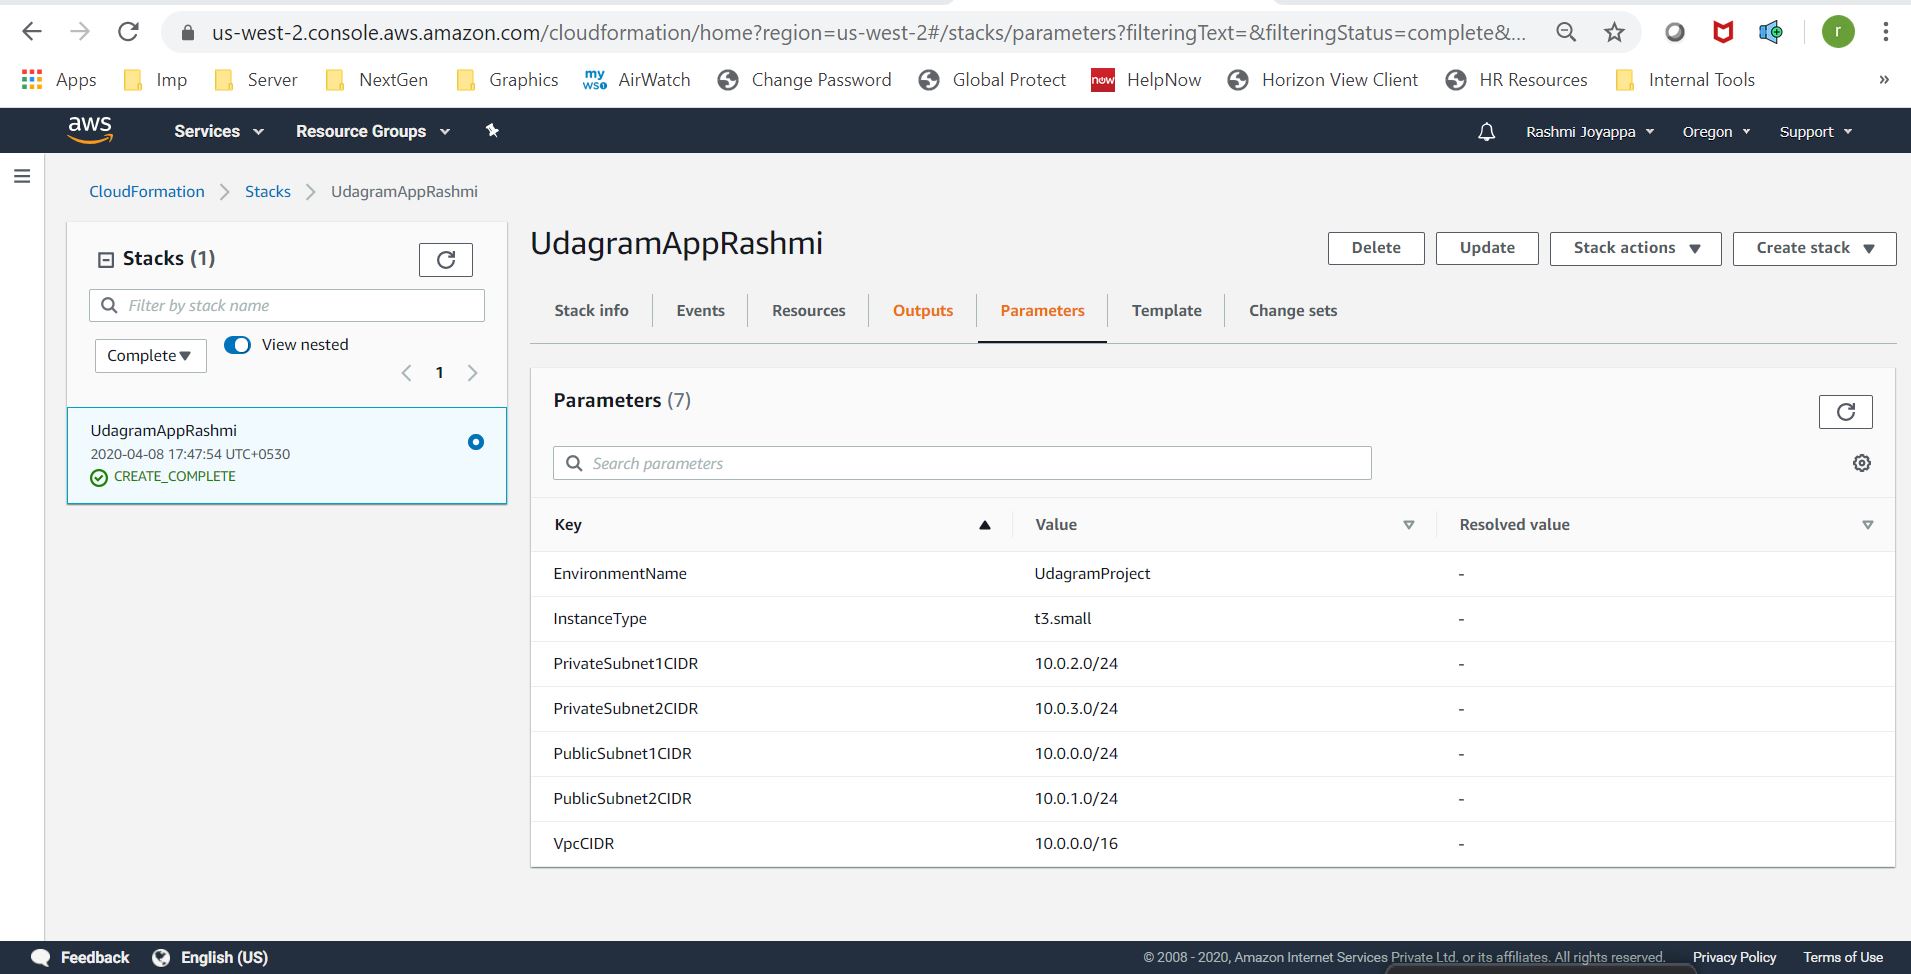 us-west-2.console.aws.amazon.com/cloudformation/home?region=us-west-2#/stacks/parameters?filteringText=&filteringStatus=complete&...
r
Apps Imp Server NextGen Graphics my ws1 AirWatch Change Password Global Protect now HelpNow Horizon View Client HR Resources Internal Tools »
aws Services Resource Groups Rashmi Joyappa Oregon Support
CloudFormation Stacks UdagramAppRashmi
Stacks (1)
Filter by stack name
Complete View nested
1
UdagramAppRashmi
2020-04-08 17:47:54 UTC+0530
CREATE_COMPLETE
UdagramAppRashmi
Delete Update Stack actions Create stack
Stack info Events Resources Outputs Parameters Template Change sets
Parameters (7)
Search parameters
Key Value Resolved value
EnvironmentName UdagramProject -
InstanceType t3.small -
PrivateSubnet1CIDR 10.0.2.0/24 -
PrivateSubnet2CIDR 10.0.3.0/24 -
PublicSubnet1CIDR 10.0.0.0/24 -
PublicSubnet2CIDR 10.0.1.0/24 -
VpcCIDR 10.0.0.0/16 -
Feedback English (US) © 2008 - 2020, Amazon Internet Services Private Ltd. or its affiliates. All rights reserved. Privacy Policy Terms of Use